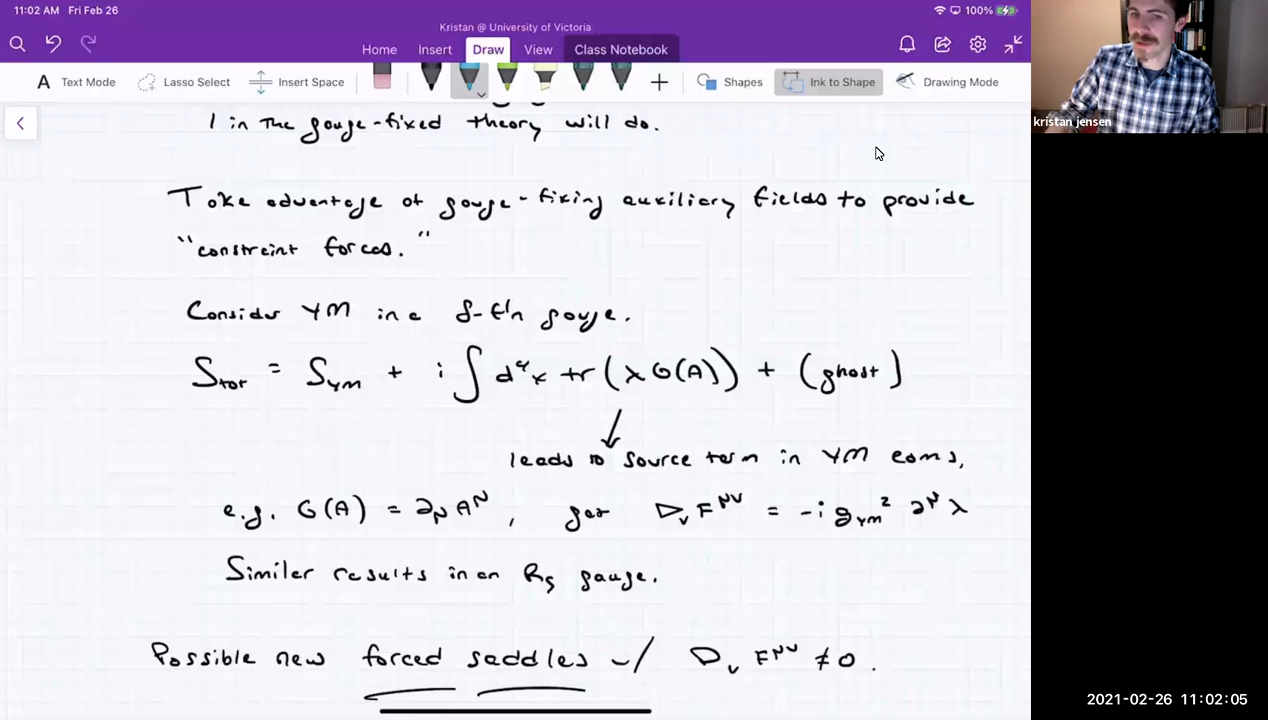 11:02 AM Fri Feb 26
100%
Kristan @ University of Victoria
Home Insert Draw View Class Notebook
Text Mode Lasso Select Insert Space Shapes Ink to Shape Drawing Mode
1 in the gauge-fixed theory will do.
Take advantage of gauge-fixing auxiliary fields to provide
"constraint forces."
Consider YM in a δ-f'n gauge.
S_tot = S_YM + i ∫ d⁴x tr(λ G(A)) + (ghost)
↓
leads to source term in YM eoms,
e.g. G(A) = ∂_μ A^μ, get D_ν F^{μν} = -i g_YM² ∂^μ λ
Similar results in an R_ξ gauge.
Possible new forced saddles w/ D_ν F^{μν} ≠ 0.
kristan jensen
2021-02-26 11:02:05